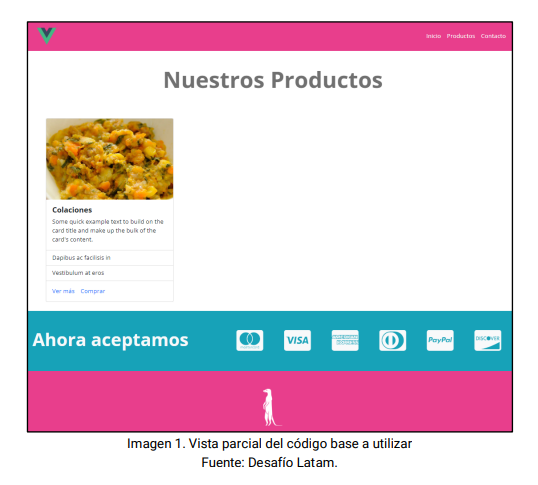 Inicio Productos Contacto
Nuestros Productos
Colaciones
Some quick example text to build on the
card title and make up the bulk of the
card's content.
Dapibus ac facilisis in
Vestibulum at eros
Ver más Comprar
Ahora aceptamos
VISA
PayPal
DISCOVER
Imagen 1. Vista parcial del código base a utilizar
Fuente: Desafío Latam.